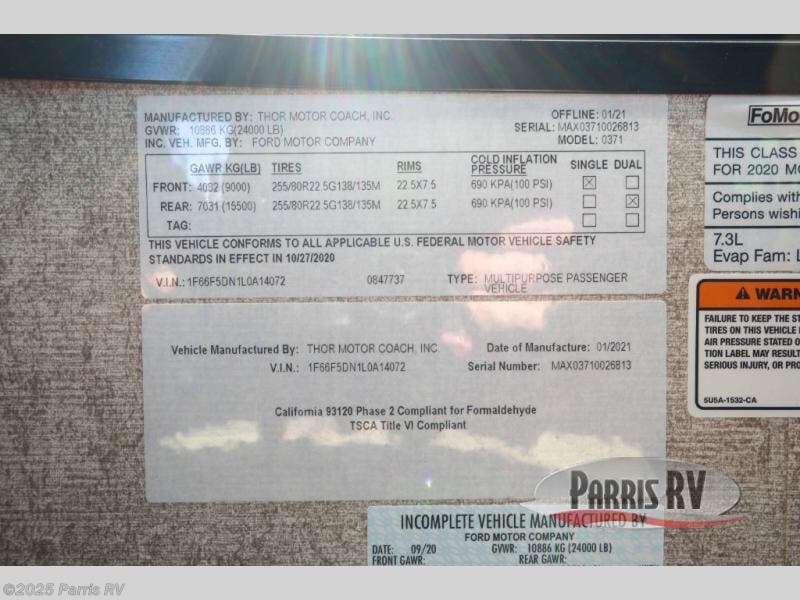 MANUFACTURED BY: THOR MOTOR COACH, INC.
OFFLINE: 01/21
GVWR: 10886 KG(24000 LB)
SERIAL: MAX03710026813
INC. VEH. MFG. BY: FORD MOTOR COMPANY
MODEL: 0371
GAWR KG(LB) TIRES RIMS COLD INFLATION PRESSURE SINGLE DUAL
FRONT: 4082 (9000) 255/80R22.5G138/135M 22.5X7.5 690 KPA(100 PSI) ☒ ☐
REAR: 7031 (15500) 255/80R22.5G138/135M 22.5X7.5 690 KPA(100 PSI) ☐ ☒
TAG: ☐ ☐
THIS VEHICLE CONFORMS TO ALL APPLICABLE U.S. FEDERAL MOTOR VEHICLE SAFETY
STANDARDS IN EFFECT IN 10/27/2020
V.I.N.: 1F66F5DN1L0A14072 0847737 TYPE: MULTIPURPOSE PASSENGER
VEHICLE
Vehicle Manufactured By: THOR MOTOR COACH, INC
Date of Manufacture: 01/2021
V.I.N.: 1F66F5DN1L0A14072
Serial Number: MAX03710026813
California 93120 Phase 2 Compliant for Formaldehyde
TSCA Title VI Compliant
FoMo
THIS CLASS
FOR 2020 MO
Complies with
Persons wishi
7.3L
Evap Fam: L
WARN
FAILURE TO KEEP THE ST
TIRES ON THIS VEHICLE
AIR PRESSURE STATED O
TION LABEL MAY RESULT
SERIOUS INJURY, OR PRO
5U5A-1532-CA
PARRIS RV
INCOMPLETE VEHICLE MANUFACTURED BY
FORD MOTOR COMPANY
DATE: 09/20 GVWR: 10886 KG (24000 LB)
FRONT GAWR: REAR GAWR:
©2025 Parris RV